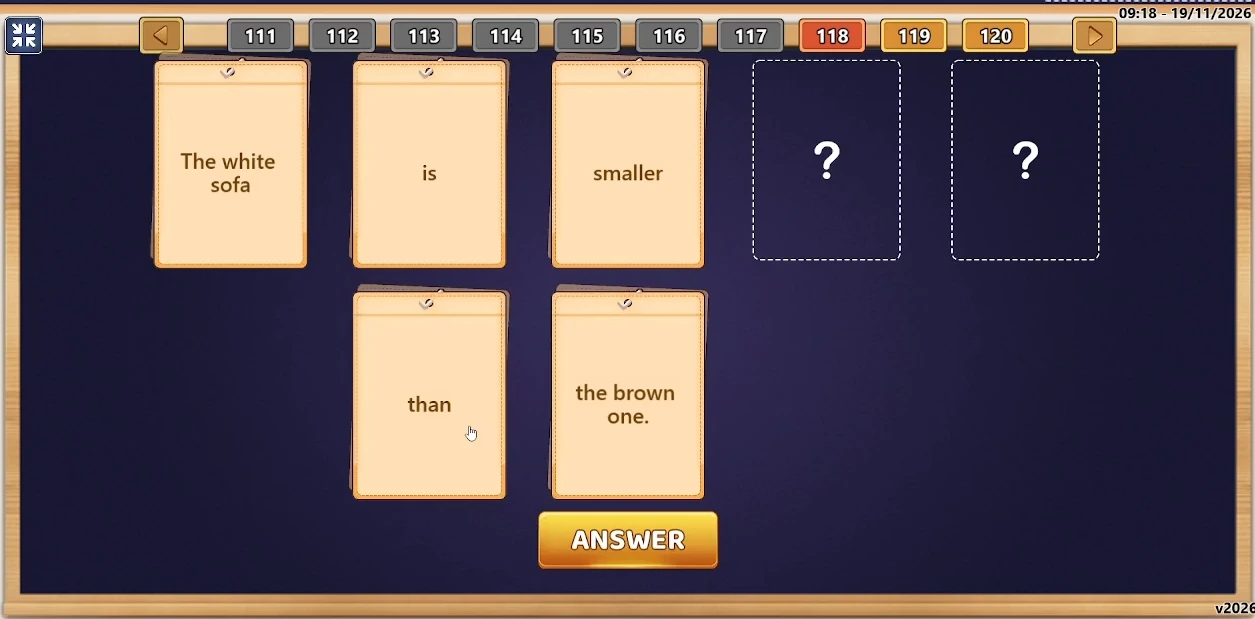 09:18 - 19/11/2026
111 112 113 114 115 116 117 118 119 120
The white
sofa
is
smaller
?
?
than
the brown
one.
ANSWER
v2026